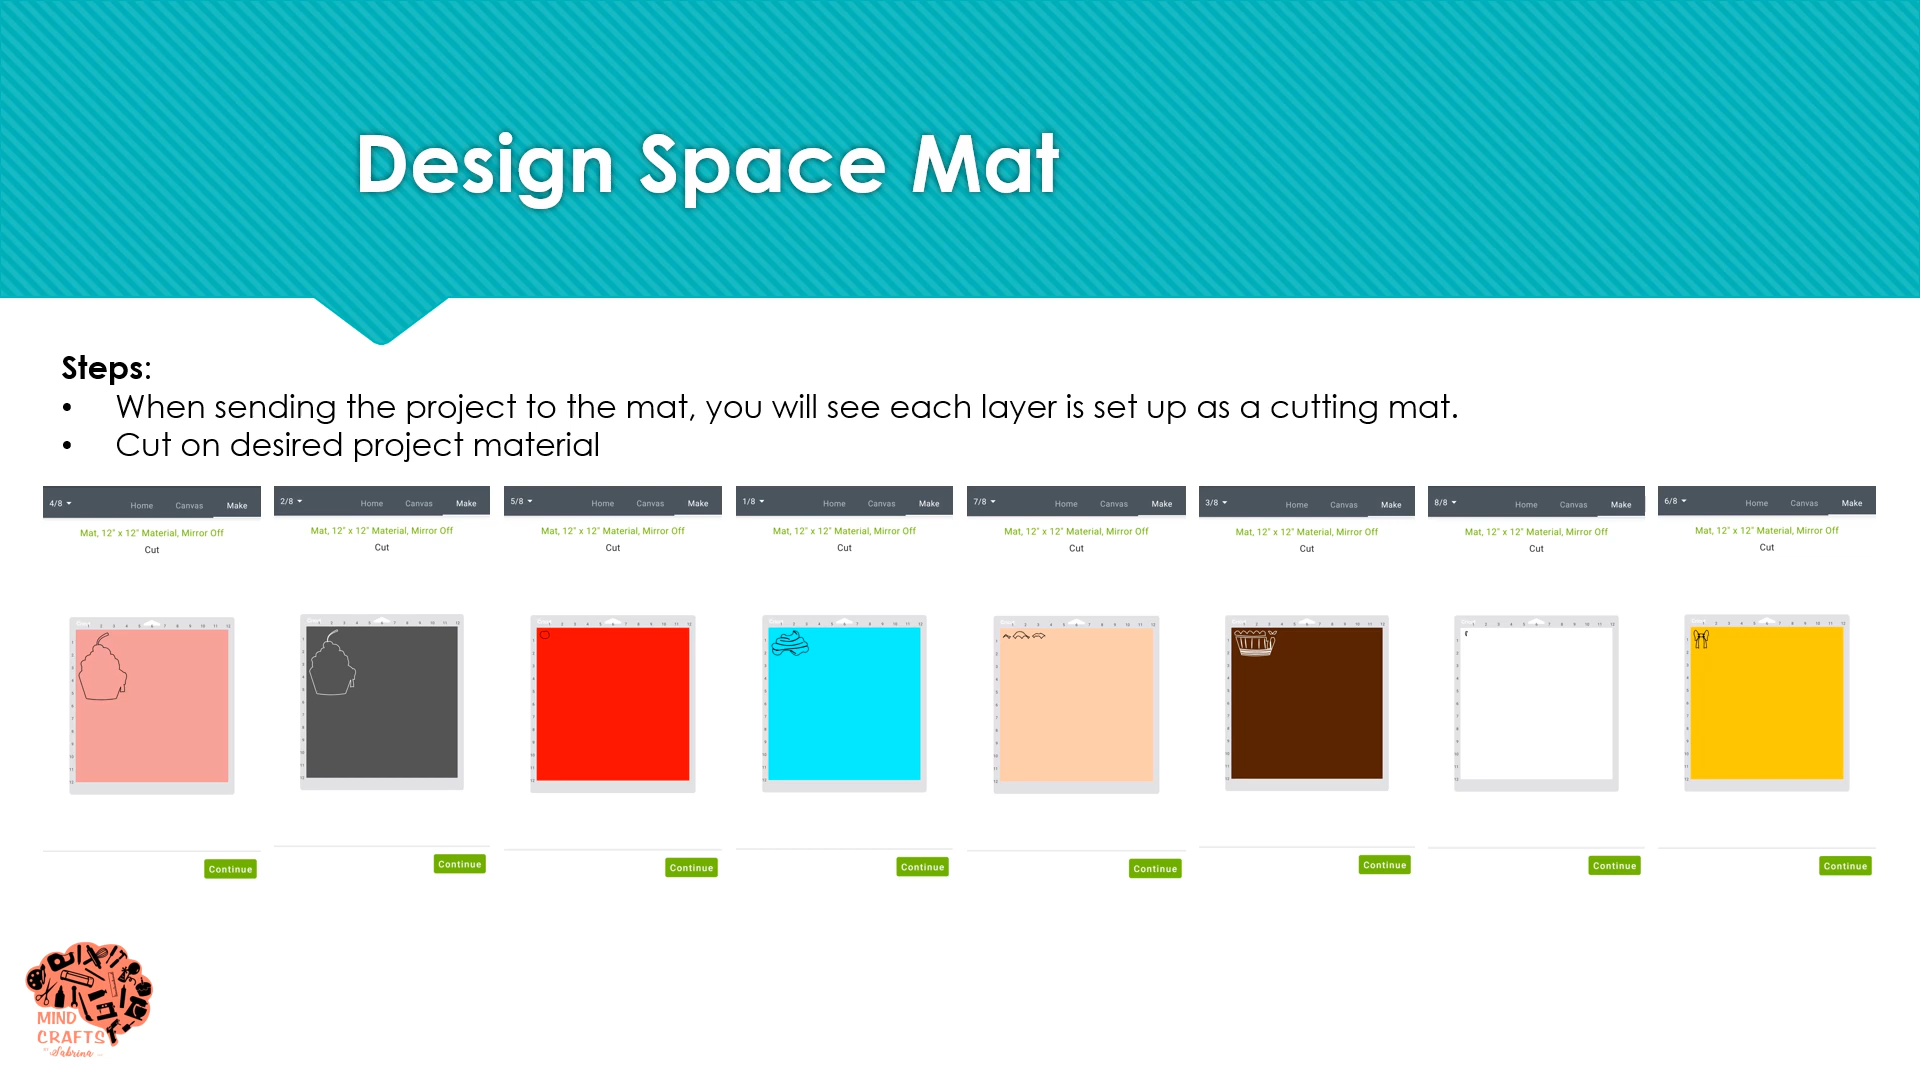 Design Space Mat
Steps:
• When sending the project to the mat, you will see each layer is set up as a cutting mat.
• Cut on desired project material
4/8 Home Canvas Make
Mat, 12" x 12" Material, Mirror Off
Cut
Continue
2/8 Home Canvas Make
Mat, 12" x 12" Material, Mirror Off
Cut
Continue
5/8 Home Canvas Make
Mat, 12" x 12" Material, Mirror Off
Cut
Continue
1/8 Home Canvas Make
Mat, 12" x 12" Material, Mirror Off
Cut
Continue
7/8 Home Canvas Make
Mat, 12" x 12" Material, Mirror Off
Cut
Continue
3/8 Home Canvas Make
Mat, 12" x 12" Material, Mirror Off
Cut
Continue
8/8 Home Canvas Make
Mat, 12" x 12" Material, Mirror Off
Cut
Continue
6/8 Home Canvas Make
Mat, 12" x 12" Material, Mirror Off
Cut
Continue
MIND
CRAFTS
Sabrina